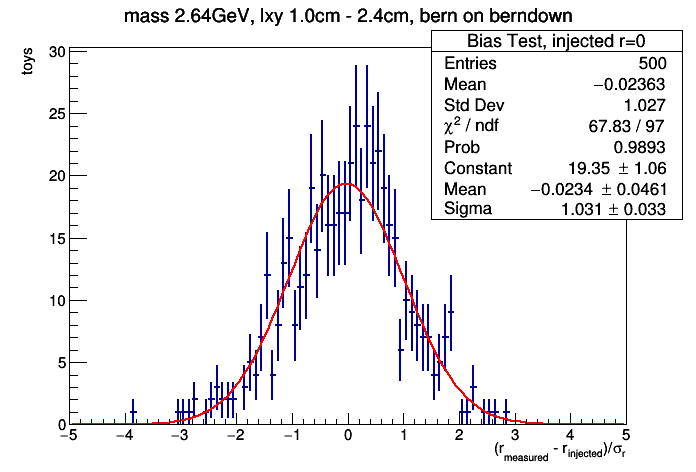 mass 2.64GeV, lxy 1.0cm - 2.4cm, bern on berndown
Bias Test, injected r=0
Entries 500
Mean −0.02363
Std Dev 1.027
χ² / ndf 67.83 / 97
Prob 0.9893
Constant 19.35 ± 1.06
Mean −0.0234 ± 0.0461
Sigma 1.031 ± 0.033
toys
30
25
20
15
10
5
0
−5 −4 −3 −2 −1 0 1 2 3 4 5
(r_measured - r_injected)/σ_r